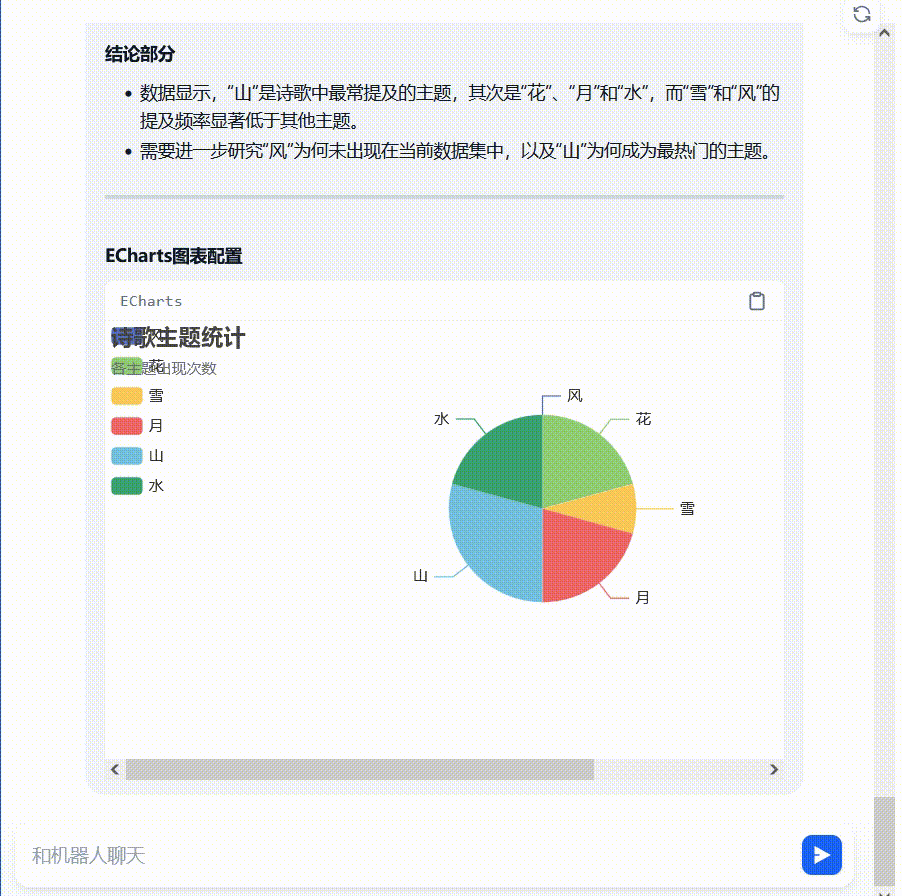 结论部分
• 数据显示，“山”是诗歌中最常提及的主题，其次是“花”、“月”和“水”，而“雪”和“风”的
提及频率显著低于其他主题。
• 需要进一步研究“风”为何未出现在当前数据集中，以及“山”为何成为最热门的主题。
ECharts图表配置
ECharts
诗歌主题统计
风
各主题出现次数
花
雪
月
山
水
风
水
花
雪
山
月
和机器人聊天